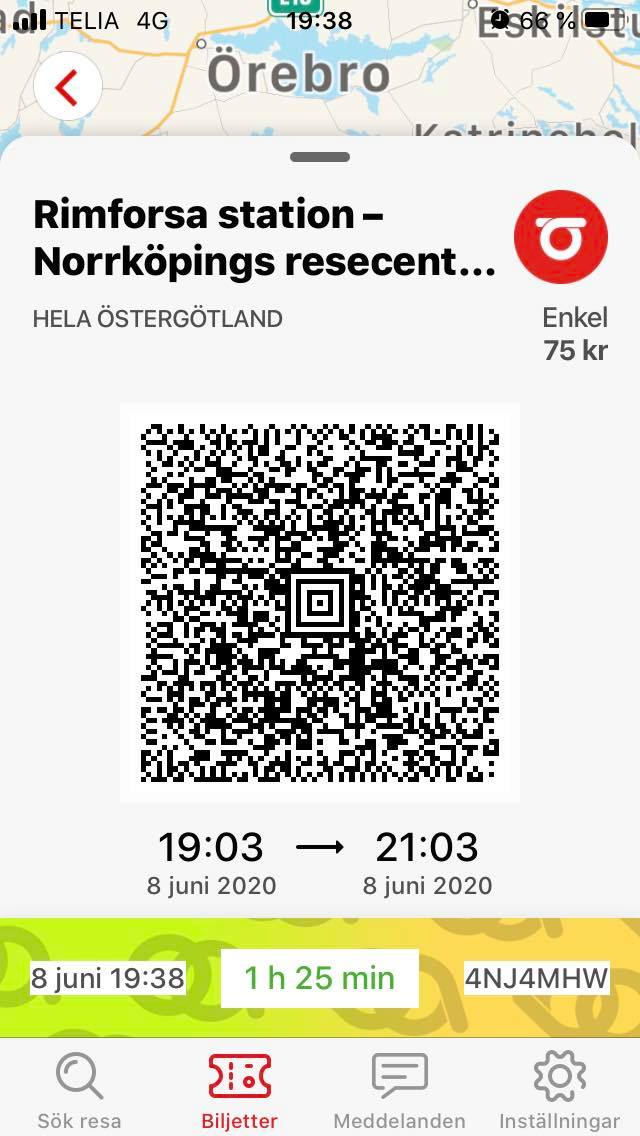 TELIA 4G 19:38 66 %
Örebro
Rimforsa station –
Norrköpings resecent...
HELA ÖSTERGÖTLAND
Enkel
75 kr
19:03 → 21:03
8 juni 2020 8 juni 2020
8 juni 19:38 1 h 25 min 4NJ4MHW
Sök resa Biljetter Meddelanden Inställningar